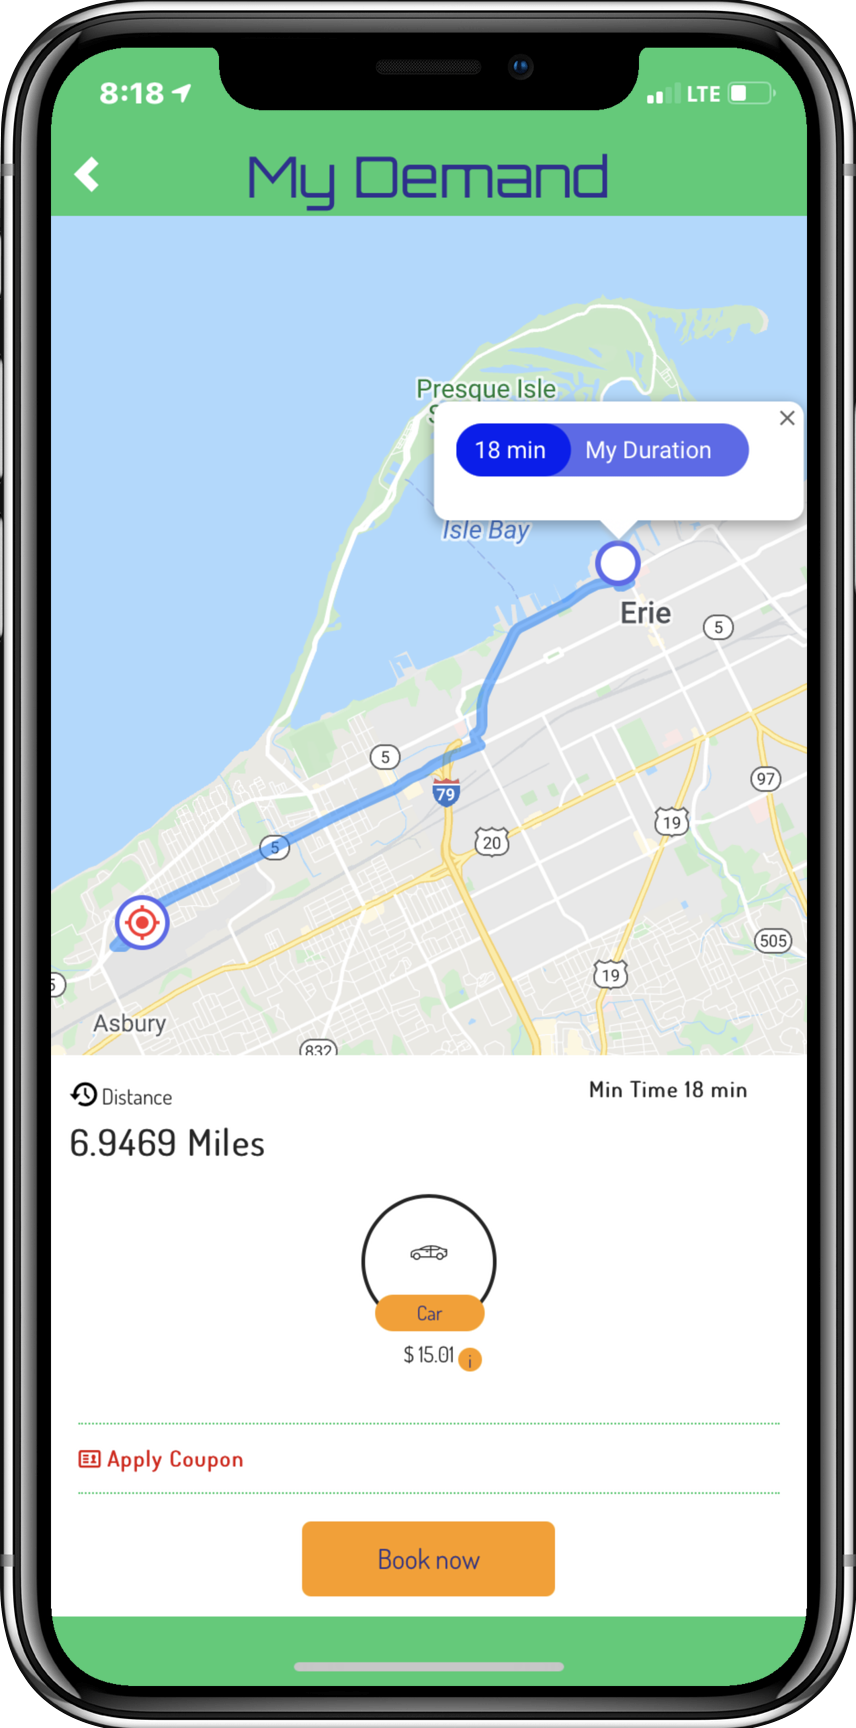 8:18
LTE
My Demand
Presque Isle
18 min My Duration
Isle Bay
Erie
5
5
97
79
19
20
5
505
19
Asbury
832
Distance
Min Time 18 min
6.9469 Miles
Car
$ 15.01 i
Apply Coupon
Book now